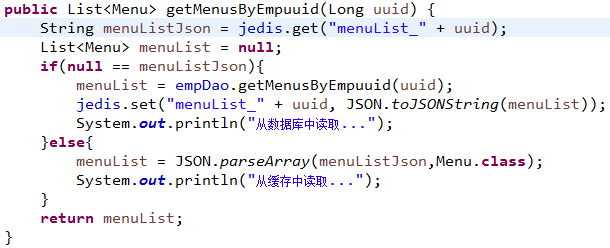 public List<Menu> getMenusByEmpuuid(Long uuid) {
    String menuListJson = jedis.get("menuList_" + uuid);
    List<Menu> menuList = null;
    if(null == menuListJson){
        menuList = empDao.getMenusByEmpuuid(uuid);
        jedis.set("menuList_" + uuid, JSON.toJSONString(menuList));
        System.out.println("从数据库中读取...");
    }else{
        menuList = JSON.parseArray(menuListJson,Menu.class);
        System.out.println("从缓存中读取...");
    }
    return menuList;
}